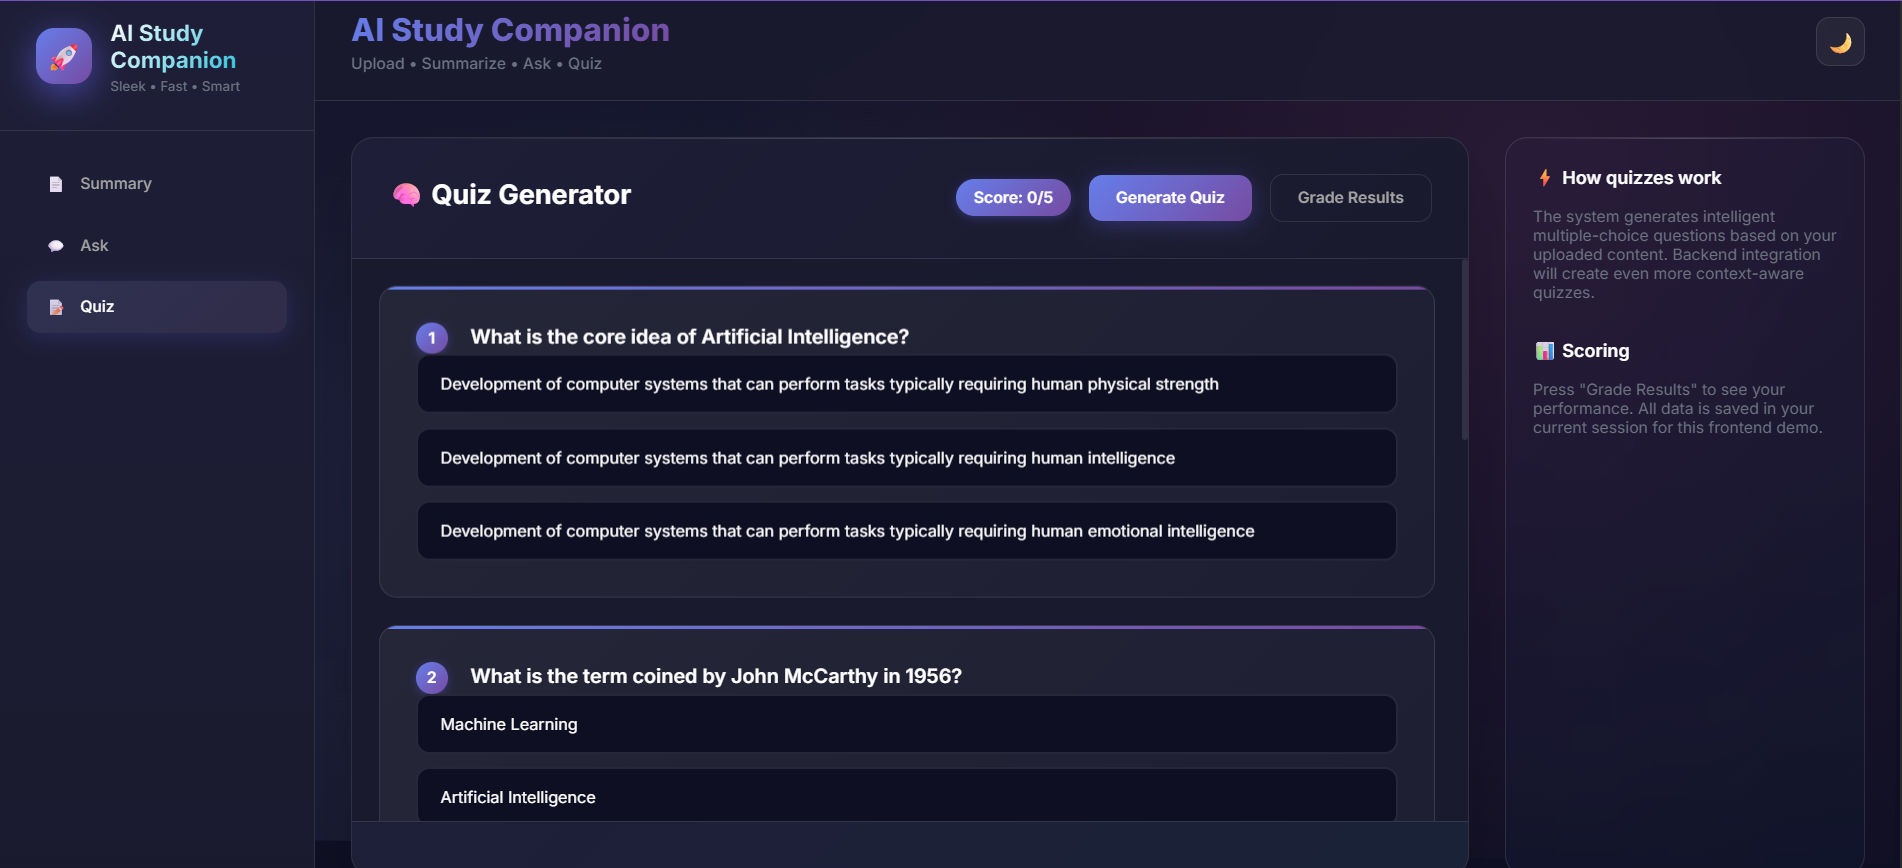 AI Study
Companion
Sleek • Fast • Smart
Summary
Ask
Quiz
AI Study Companion
Upload • Summarize • Ask • Quiz
Quiz Generator
Score: 0/5
Generate Quiz
Grade Results
1
What is the core idea of Artificial Intelligence?
Development of computer systems that can perform tasks typically requiring human physical strength
Development of computer systems that can perform tasks typically requiring human intelligence
Development of computer systems that can perform tasks typically requiring human emotional intelligence
2
What is the term coined by John McCarthy in 1956?
Machine Learning
Artificial Intelligence
How quizzes work
The system generates intelligent
multiple-choice questions based on your
uploaded content. Backend integration
will create even more context-aware
quizzes.
Scoring
Press "Grade Results" to see your
performance. All data is saved in your
current session for this frontend demo.